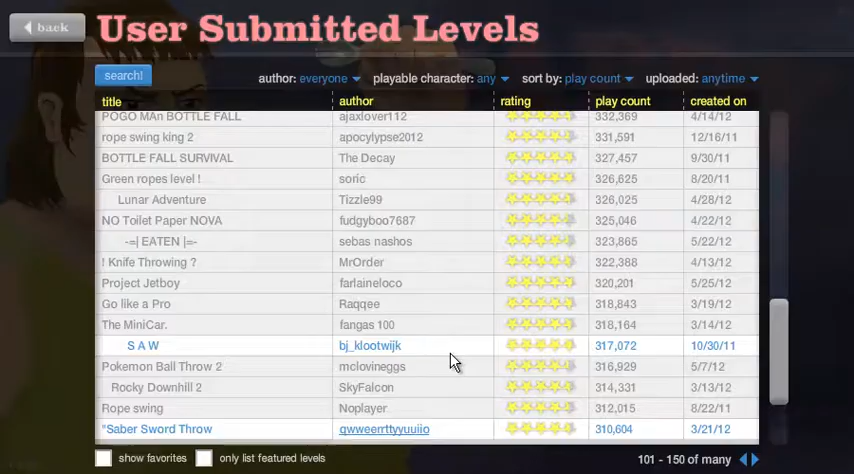 back User Submitted Levels
search! author: everyone playable character: any sort by: play count uploaded: anytime
title author rating play count created on
POGO MAn BOTTLE FALL ajaxlover112 332,369 4/14/12
rope swing king 2 apocylypse2012 331,591 12/16/11
BOTTLE FALL SURVIVAL The Decay 327,457 9/30/11
Green ropes level ! soric 326,625 8/20/11
Lunar Adventure Tizzle99 326,025 4/28/12
NO Toilet Paper NOVA fudgyboo7687 325,046 4/22/12
-=| EATEN |=- sebas nashos 323,865 5/22/12
! Knife Throwing ? MrOrder 322,388 4/13/12
Project Jetboy farlaineloco 320,201 5/25/12
Go like a Pro Raqqee 318,843 3/19/12
The MiniCar. fangas 100 318,164 3/14/12
S A W bj_klootwijk 317,072 10/30/11
Pokemon Ball Throw 2 mclovineggs 316,929 5/7/12
Rocky Downhill 2 SkyFalcon 314,331 3/13/12
Rope swing Noplayer 312,015 8/22/11
"Saber Sword Throw qwweerrttyyuuiio 310,604 3/21/12
show favorites only list featured levels 101 - 150 of many